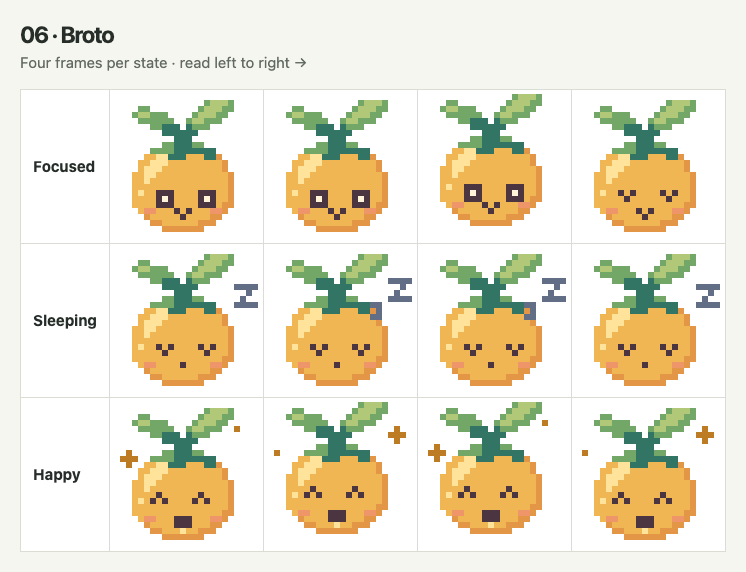 06 · Broto
Four frames per state · read left to right →
Focused
Sleeping
Z Z Z Z
Happy